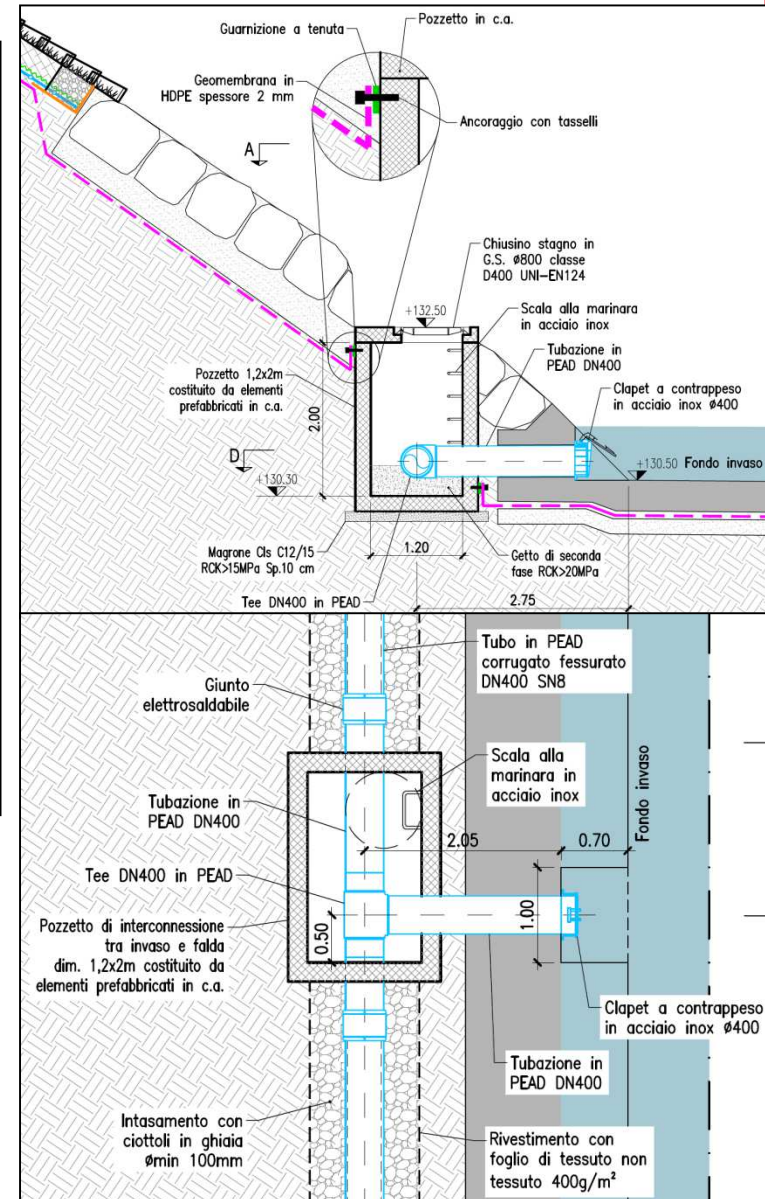 Guarnizione a tenuta
Pozzetto in c.a.
Geomembrana in
HDPE spessore 2 mm
Ancoraggio con tasselli
A
Chiusino stagno in
G.S. Ø800 classe
D400 UNI-EN124
+132.50
Scala alla marinara
in acciaio inox
Tubazione in
PEAD DN400
Pozzetto 1,2x2m
costituito da elementi
prefabbricati in c.a.
2.00
Clapet a contrappeso
in acciaio inox Ø400
D
+130.30
+130.50 Fondo invaso
Magrone Cls C12/15
RCK>15MPa Sp.10 cm
1.20
Getto di seconda
fase RCK>20MPa
Tee DN400 in PEAD
2.75
Tubo in PEAD
corrugato fessurato
DN400 SN8
Giunto
elettrosaldabile
Scala alla
marinara in
acciaio inox
Fondo invaso
Tubazione in
PEAD DN400
2.05
0.70
Tee DN400 in PEAD
Pozzetto di interconnessione
tra invaso e falda
dim. 1,2x2m costituito da
elementi prefabbricati in c.a.
0.50
1.00
Clapet a contrappeso
in acciaio inox Ø400
Tubazione in
PEAD DN400
Intasamento con
ciottoli in ghiaia
Ømin 100mm
Rivestimento con
foglio di tessuto non
tessuto 400g/m²